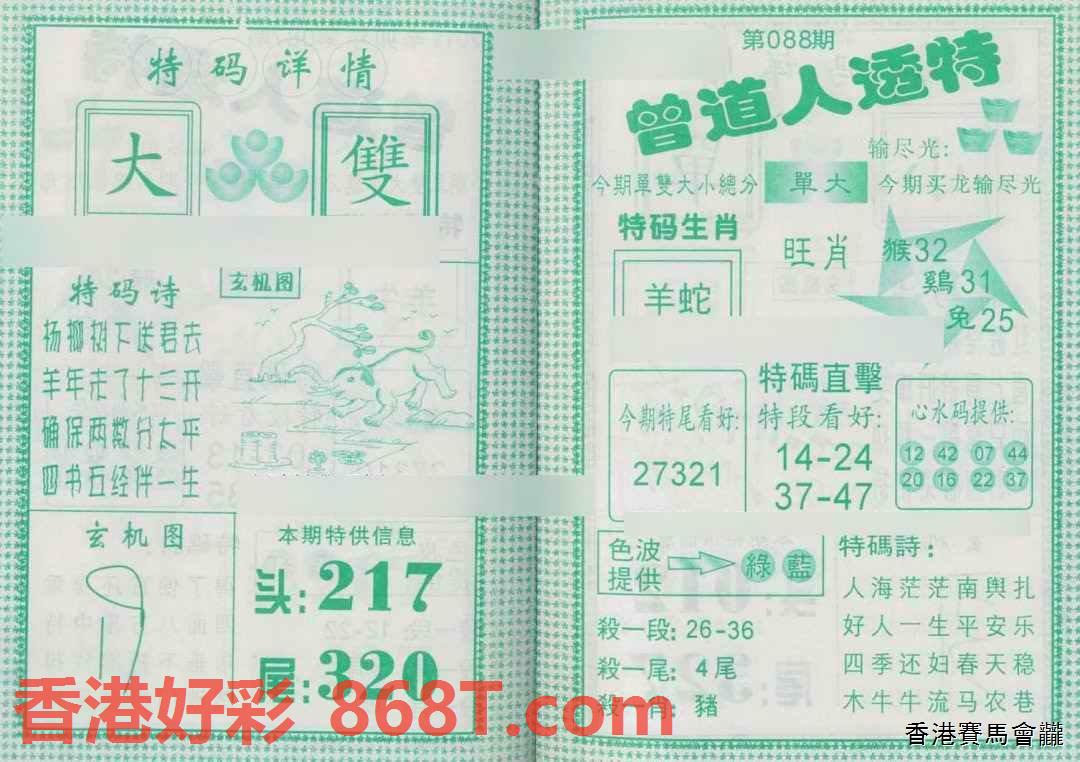 特码详情
大
雙
特码诗
杨柳树下送君去
羊年走了十三开
确保两数分太平
四书五经伴一生
玄机图
玄机图
本期特供信息
头:217
尾:320
第088期
曾道人透特
输尽光:
今期單雙大小總分 單大 今期买龙输尽光
特码生肖
羊蛇
旺肖
猴32
鷄31
兔25
今期特尾看好:
27321
特碼直擊
特段看好:
14-24
37-47
心水码提供:
12 42 07 44
20 16 22 37
色波提供
綠 藍
殺一段: 26-36
殺一尾: 4尾
殺一肖: 豬
特碼詩:
人海茫茫南舆扎
好人一生平安乐
四季还妇春天稳
木牛牛流马农巷
香港好彩 868T.com
香港賽馬會